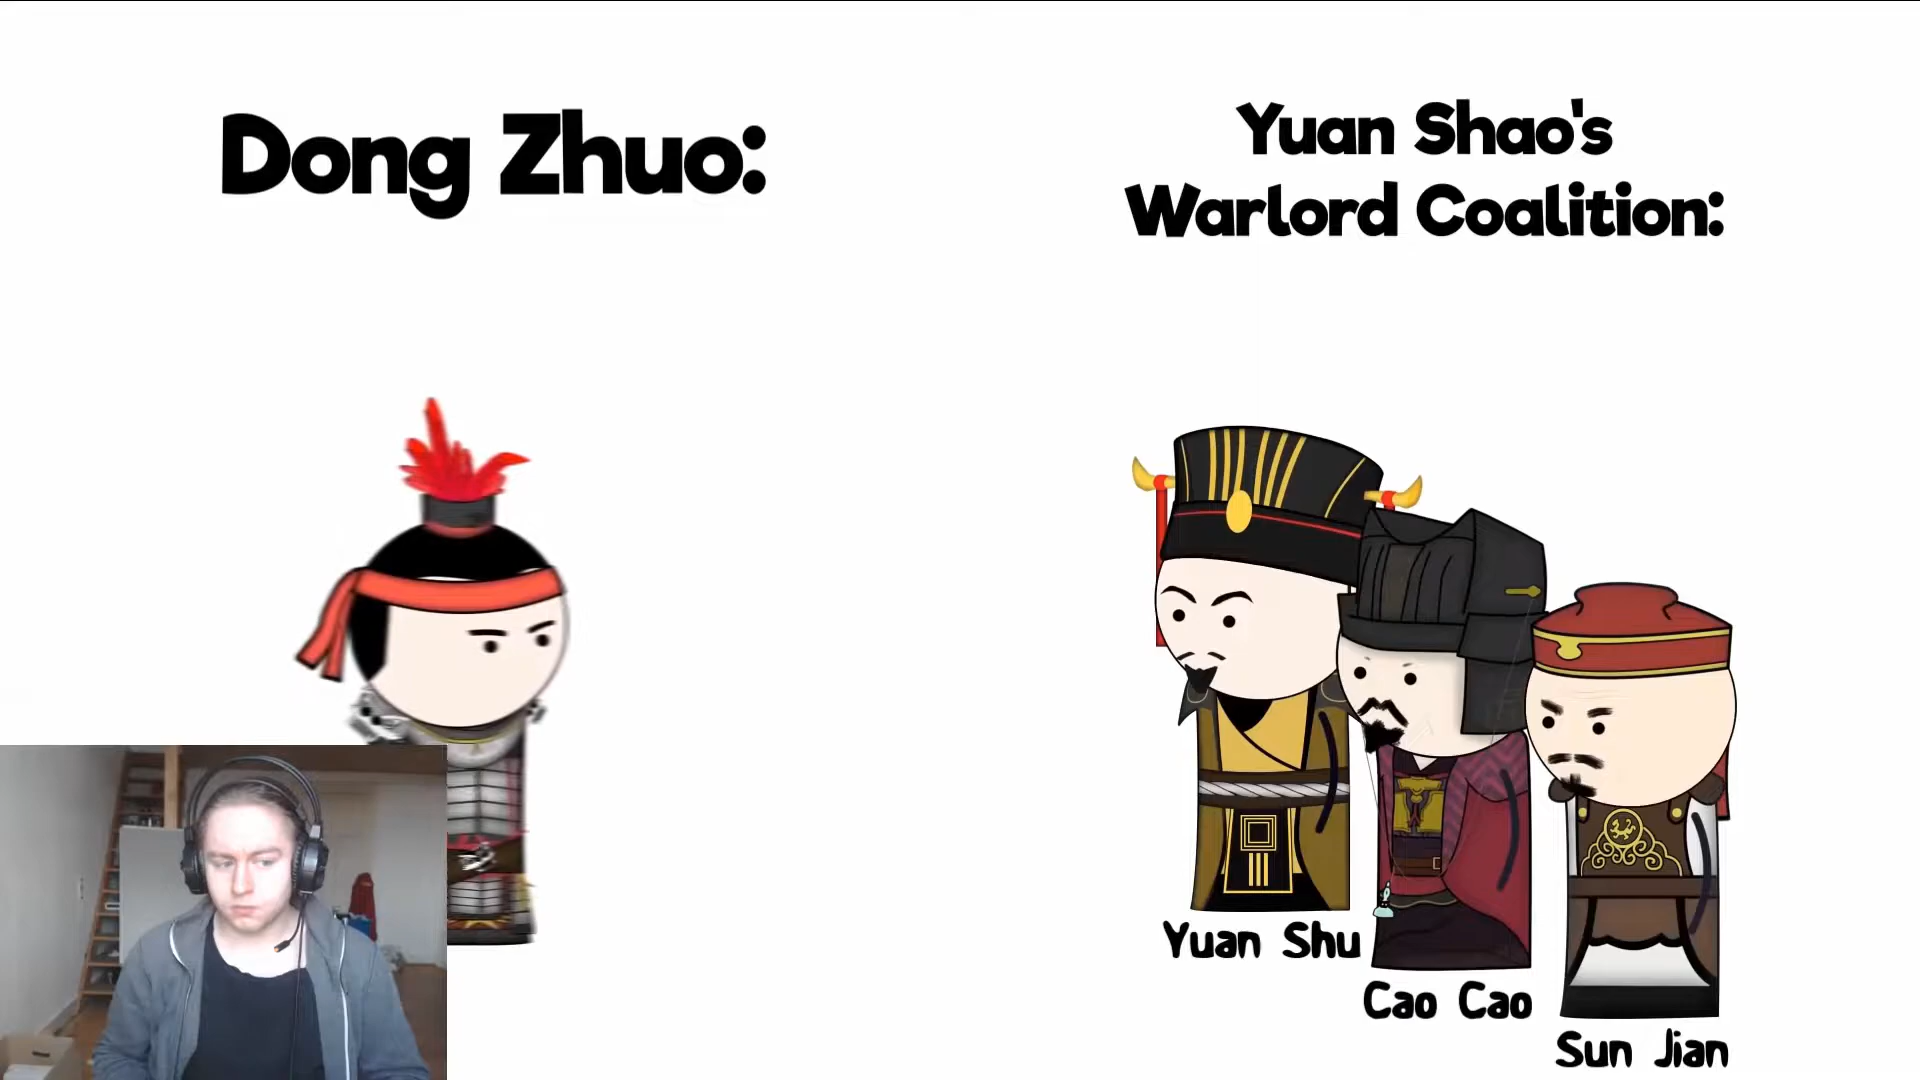 Dong Zhuo:
Yuan Shao's
Warlord Coalition:
Yuan Shu
Cao Cao
Sun Jian